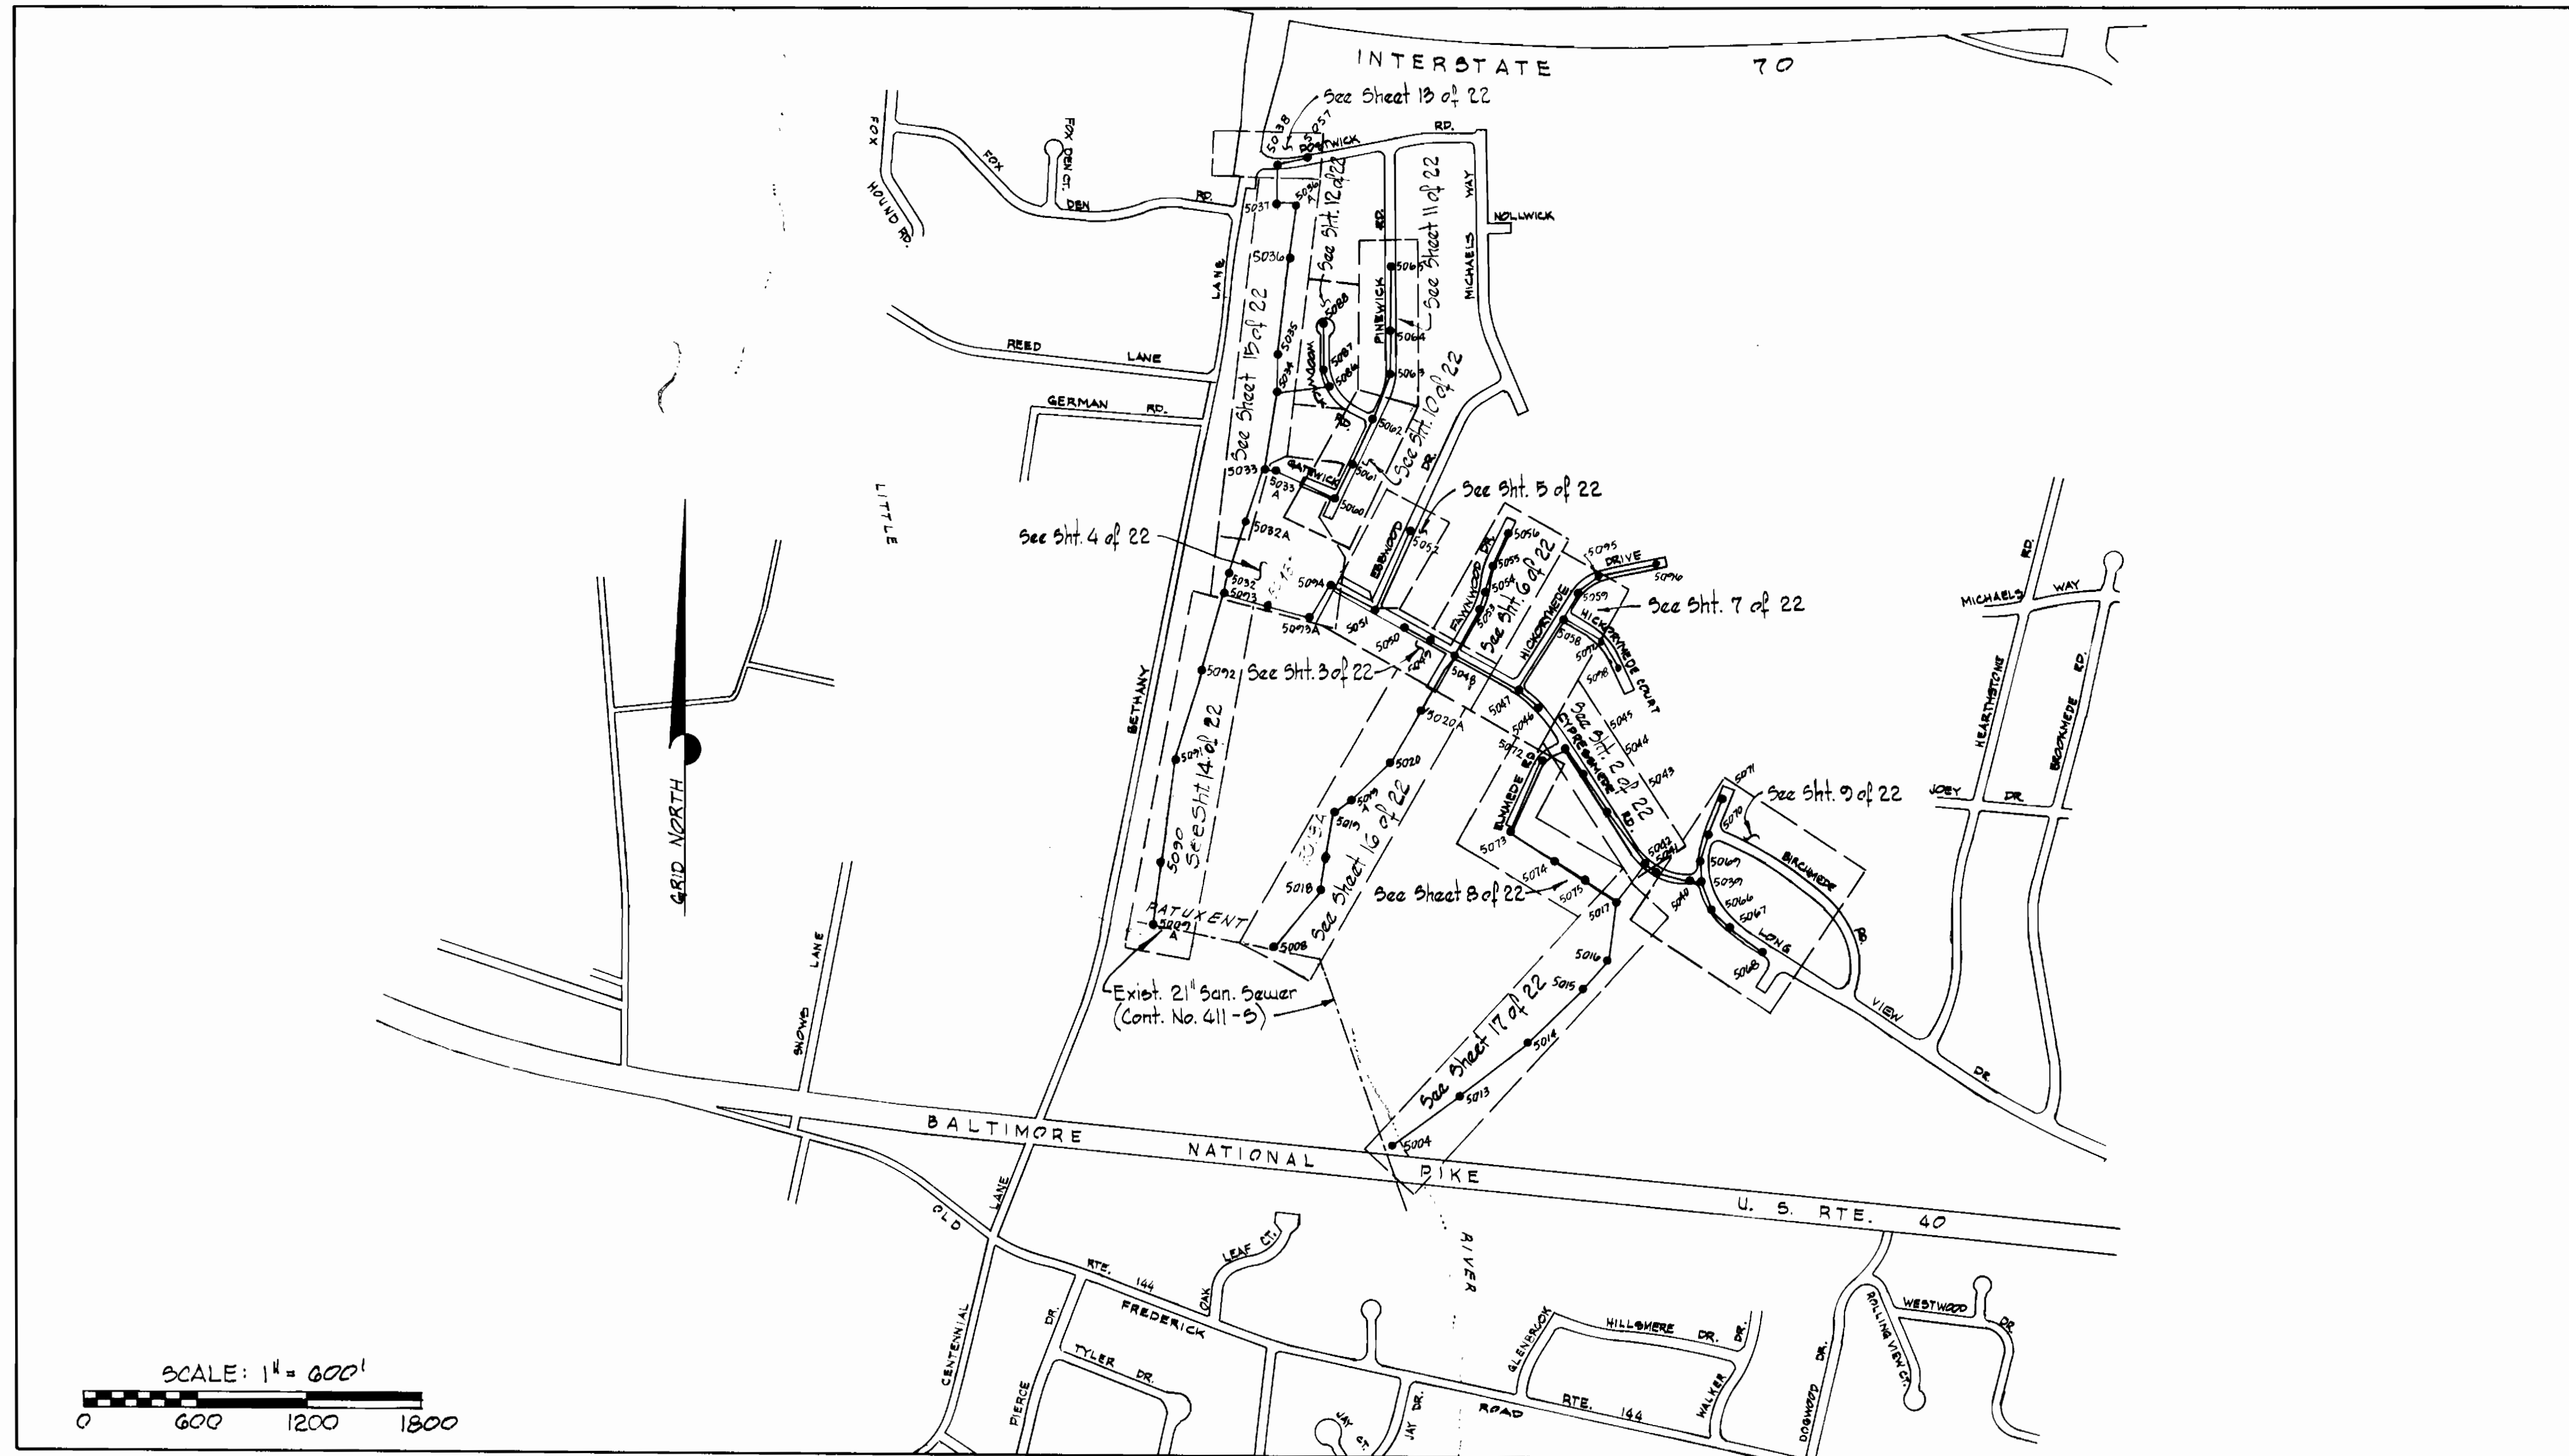 INTERSTATE 70
See Sheet 13 of 22
5038
5057
POSTWICK RD.
FOX HOUND RD.
FOX DEN RD.
FOX DEN CT.
5037
5036
A
See Sht. 12 of 22
See Sheet 11 of 22
MICHAELS WAY
NOLLWICK
5036
LANE
See Sheet 15 of 22
PINEWICK RD.
5065
5088
5064
5035
5087
5086
5034
5063
REED LANE
GERMAN RD.
RD.
5062
See Sht. 10 of 22
DR.
5033
GATEWICK
5033
A
5061
5060
LITTLE
See Sht. 5 of 22
See Sht. 4 of 22
5032A
EBBWOOD
5052
FAWNWOOD DR.
5056
5055
5054
5053
See Sht. 6 of 22
5095
DRIVE
5096
5032
5093
5094
5093A
5051
5050
5049
HICKORYMEDE
5059
See Sht. 7 of 22
HICKORYMEDE COURT
5058
5098
MICHAELS WAY
RD.
HEARTHSTONE
BROOKMEDE RD.
5092
See Sht. 3 of 22
5048
5047
5046
5045
5044
5043
BETHANY
See Sht 14 of 22
5020A
See Sht. 2 of 22
CYPRESSMEDE RD.
5091
5020
5072
ELMMEDE RD.
5071
See Sht. 9 of 22
5070
JOEY DR.
5019
A
5019
See Sheet 16 of 22
5073
5042
5041
BIRCHMEDE RD.
5069
GRID NORTH
5090
5018
5074
5075
See Sheet 8 of 22
5017
5040
5039
5066
5067
LONG VIEW DR.
5068
PATUXENT
5009
A
5008
5016
5015
SNOWS LANE
Exist. 21" San. Sewer
(Cont. No. 411-S)
See Sheet 17 of 22
5014
5013
5004
BALTIMORE NATIONAL PIKE
U. S. RTE. 40
OLD
LANE
RTE. 144
FREDERICK
OAK LEAF CT.
RIVER
CENTENNIAL
PIERCE DR.
TYLER DR.
GLENBROOK
HILLSMERE DR.
DR.
WALKER
ROAD
RTE. 144
JAY CT.
JAY DR.
DOGWOOD DR.
ROLLING VIEW CT.
WESTWOOD DR.
SCALE: 1" = 600'
0 600 1200 1800